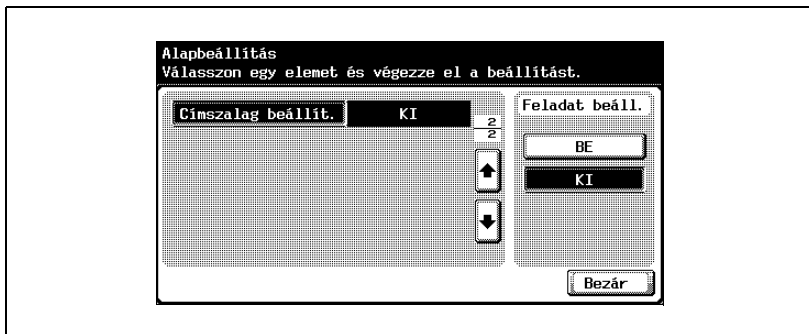 Alapbeállítás
Válasszon egy elemet és végezze el a beállítást.
Címszalag beállít. KI
2
2
Feladat beáll.
BE
KI
Bezár